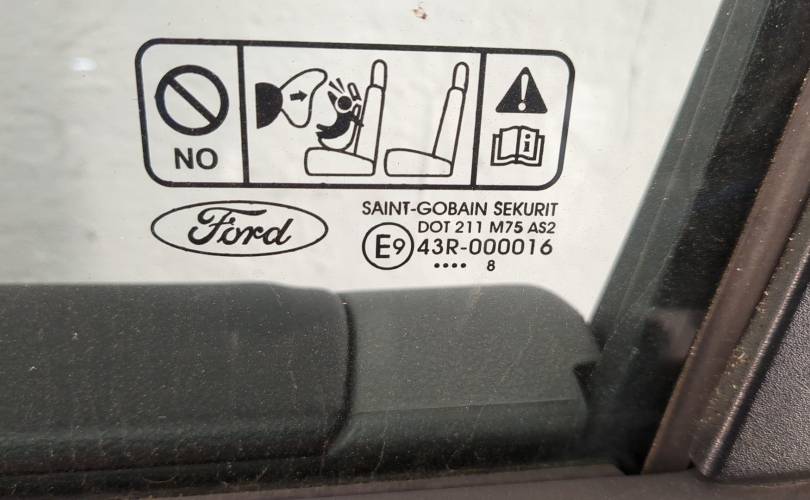 NO
Ford
SAINT-GOBAIN SEKURIT
DOT 211 M75 AS2
E9 43R-000016
.... 8